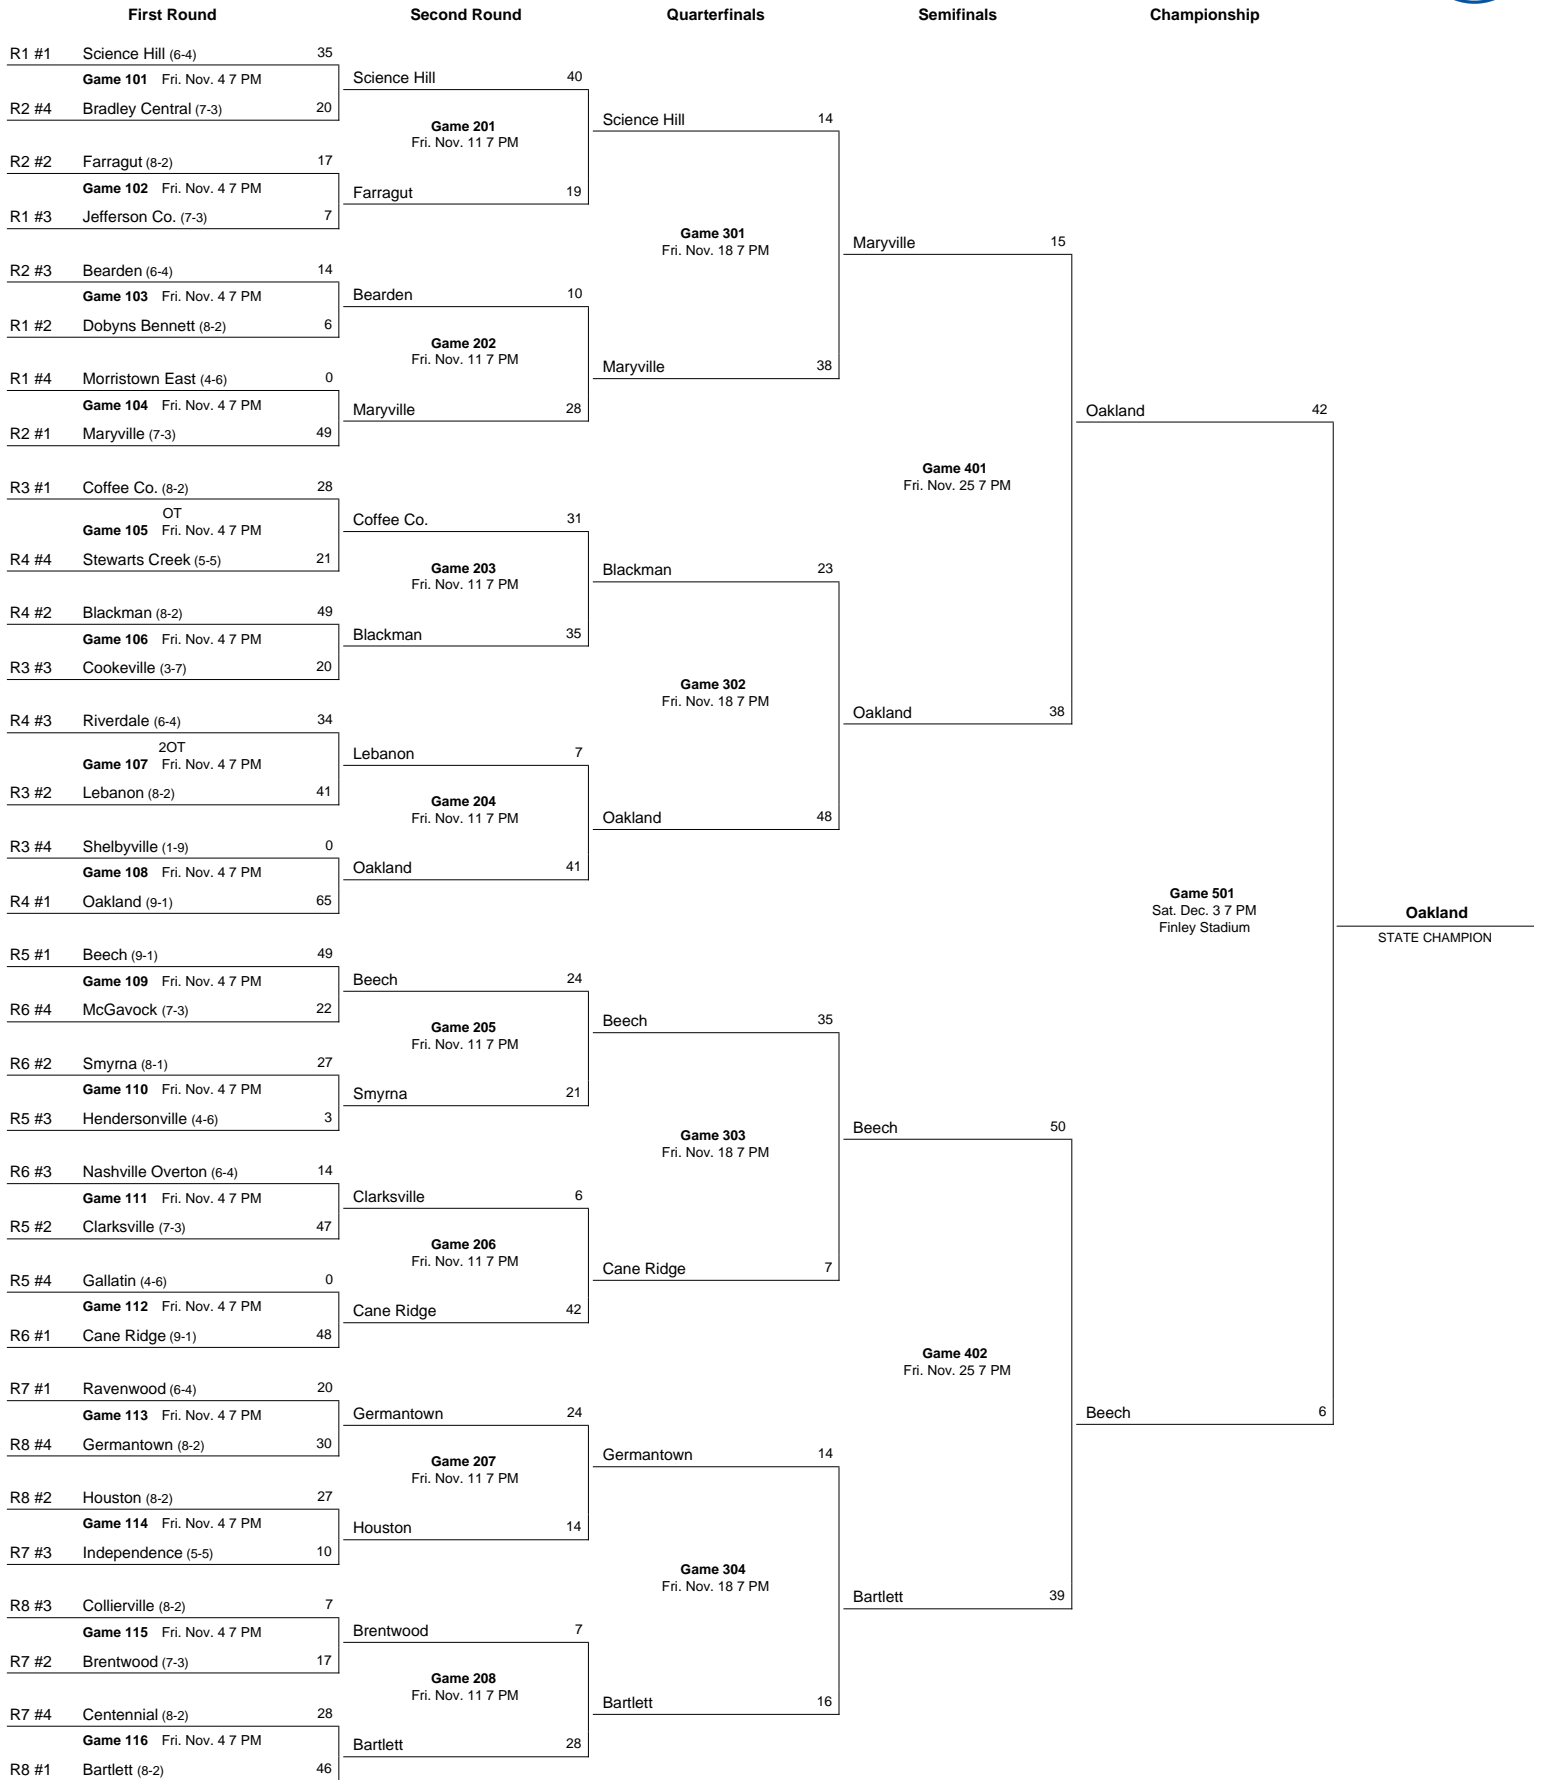 First Round Second Round Quarterfinals Semifinals Championship
R1 #1 Science Hill (6-4) 35
Game 101 Fri. Nov. 4 7 PM
R2 #4 Bradley Central (7-3) 20
R2 #2 Farragut (8-2) 17
Game 102 Fri. Nov. 4 7 PM
R1 #3 Jefferson Co. (7-3) 7
R2 #3 Bearden (6-4) 14
Game 103 Fri. Nov. 4 7 PM
R1 #2 Dobyns Bennett (8-2) 6
R1 #4 Morristown East (4-6) 0
Game 104 Fri. Nov. 4 7 PM
R2 #1 Maryville (7-3) 49
R3 #1 Coffee Co. (8-2) 28
OT
Game 105 Fri. Nov. 4 7 PM
R4 #4 Stewarts Creek (5-5) 21
R4 #2 Blackman (8-2) 49
Game 106 Fri. Nov. 4 7 PM
R3 #3 Cookeville (3-7) 20
R4 #3 Riverdale (6-4) 34
2OT
Game 107 Fri. Nov. 4 7 PM
R3 #2 Lebanon (8-2) 41
R3 #4 Shelbyville (1-9) 0
Game 108 Fri. Nov. 4 7 PM
R4 #1 Oakland (9-1) 65
R5 #1 Beech (9-1) 49
Game 109 Fri. Nov. 4 7 PM
R6 #4 McGavock (7-3) 22
R6 #2 Smyrna (8-1) 27
Game 110 Fri. Nov. 4 7 PM
R5 #3 Hendersonville (4-6) 3
R6 #3 Nashville Overton (6-4) 14
Game 111 Fri. Nov. 4 7 PM
R5 #2 Clarksville (7-3) 47
R5 #4 Gallatin (4-6) 0
Game 112 Fri. Nov. 4 7 PM
R6 #1 Cane Ridge (9-1) 48
R7 #1 Ravenwood (6-4) 20
Game 113 Fri. Nov. 4 7 PM
R8 #4 Germantown (8-2) 30
R8 #2 Houston (8-2) 27
Game 114 Fri. Nov. 4 7 PM
R7 #3 Independence (5-5) 10
R8 #3 Collierville (8-2) 7
Game 115 Fri. Nov. 4 7 PM
R7 #2 Brentwood (7-3) 17
R7 #4 Centennial (8-2) 28
Game 116 Fri. Nov. 4 7 PM
R8 #1 Bartlett (8-2) 46
Science Hill 40
Game 201
Fri. Nov. 11 7 PM
Farragut 19
Bearden 10
Game 202
Fri. Nov. 11 7 PM
Maryville 28
Coffee Co. 31
Game 203
Fri. Nov. 11 7 PM
Blackman 35
Lebanon 7
Game 204
Fri. Nov. 11 7 PM
Oakland 41
Beech 24
Game 205
Fri. Nov. 11 7 PM
Smyrna 21
Clarksville 6
Game 206
Fri. Nov. 11 7 PM
Cane Ridge 42
Germantown 24
Game 207
Fri. Nov. 11 7 PM
Houston 14
Brentwood 7
Game 208
Fri. Nov. 11 7 PM
Bartlett 28
Science Hill 14
Game 301
Fri. Nov. 18 7 PM
Maryville 38
Blackman 23
Game 302
Fri. Nov. 18 7 PM
Oakland 48
Beech 35
Game 303
Fri. Nov. 18 7 PM
Cane Ridge 7
Germantown 14
Game 304
Fri. Nov. 18 7 PM
Bartlett 16
Maryville 15
Game 401
Fri. Nov. 25 7 PM
Oakland 38
Beech 50
Game 402
Fri. Nov. 25 7 PM
Bartlett 39
Oakland 42
Game 501
Sat. Dec. 3 7 PM
Finley Stadium
Beech 6
Oakland
STATE CHAMPION